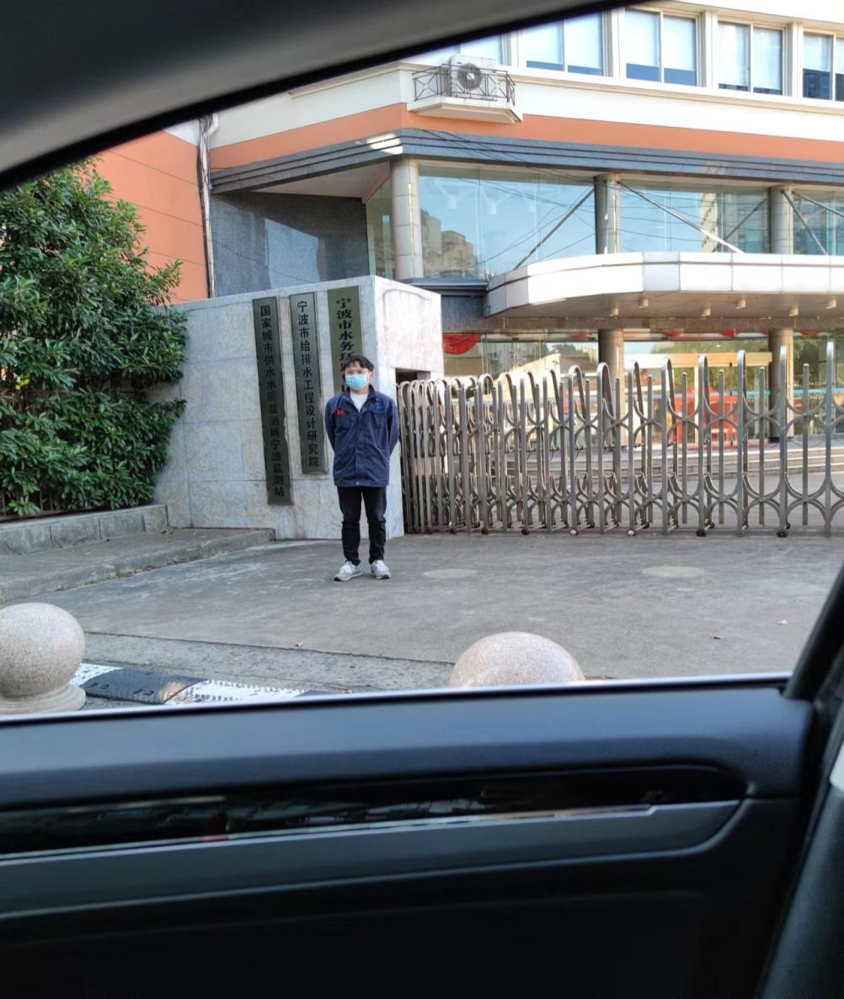 国家城市供水水质监测网宁波监测站
宁波市给排水工程设计研究院
宁波市水务环